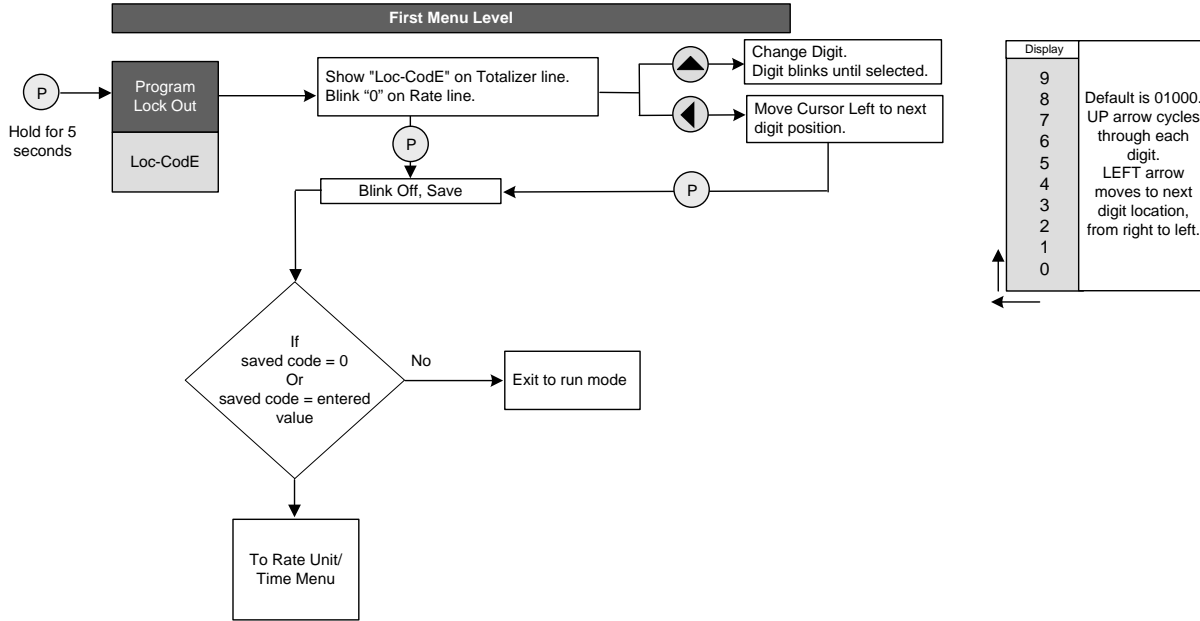 First Menu Level
P
Hold for 5
seconds
Program
Lock Out
Loc-CodE
Show "Loc-CodE" on Totalizer line.
Blink “0” on Rate line.
Change Digit.
Digit blinks until selected.
Move Cursor Left to next
digit position.
P
P
Blink Off, Save
If
saved code = 0
Or
saved code = entered
value
No
Exit to run mode
To Rate Unit/
Time Menu
Display
9
8
7
6
5
4
3
2
1
0
Default is 01000.
UP arrow cycles
through each
digit.
LEFT arrow
moves to next
digit location,
from right to left.